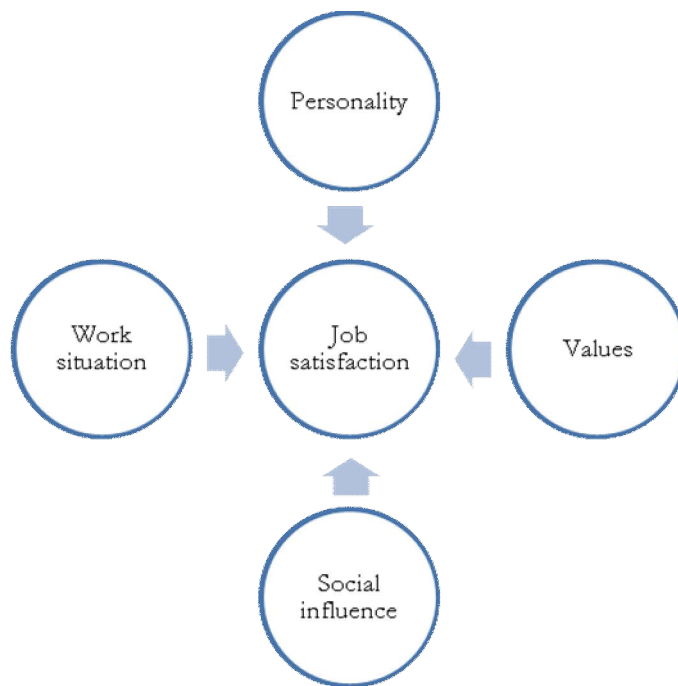 Personality
Work
situation
Job
satisfaction
Values
Social
influence